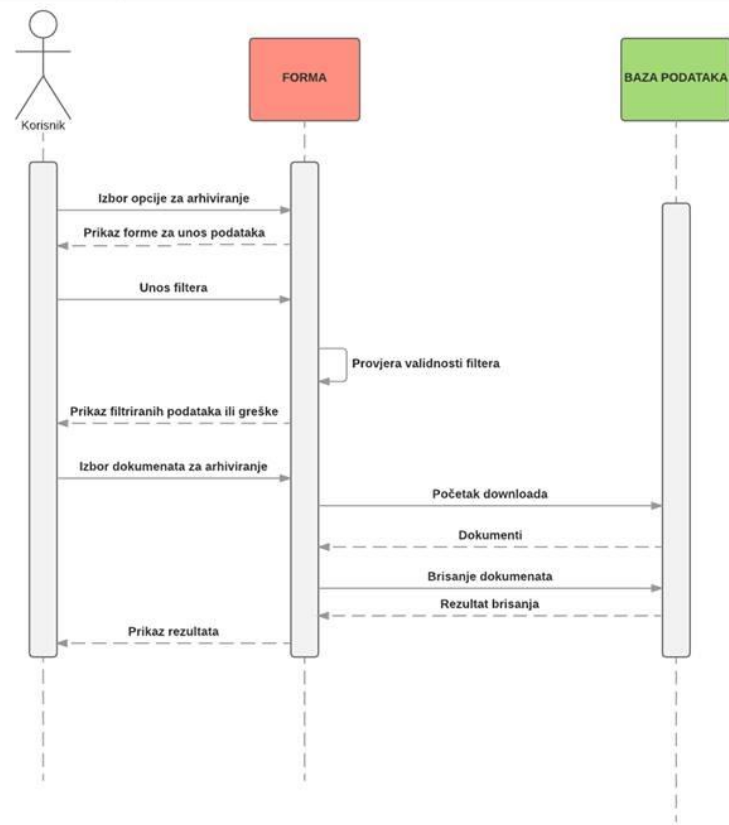 FORMA
BAZA PODATAKA
Korisnik
Izbor opcije za arhiviranje
Prikaz forme za unos podataka
Unos filtera
Provjera validnosti filtera
Prikaz filtriranih podataka ili greške
Izbor dokumenata za arhiviranje
Početak downloada
Dokumenti
Brisanje dokumenata
Rezultat brisanja
Prikaz rezultata